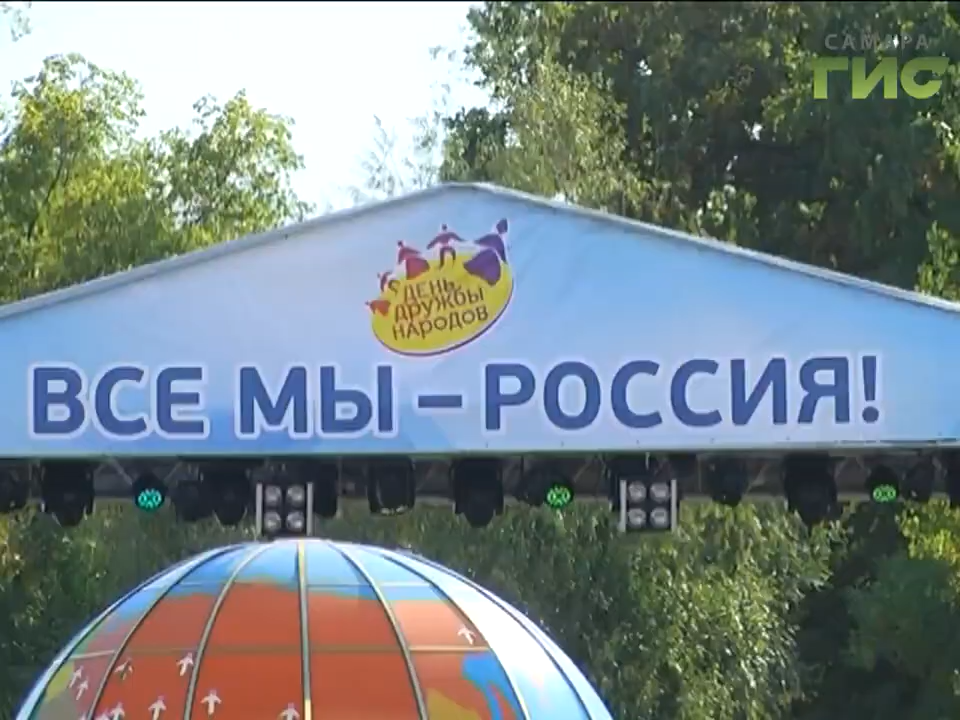 САМАРА
ГИС
ДЕНЬ
ДРУЖБЫ
НАРОДОВ
ВСЕ МЫ – РОССИЯ!